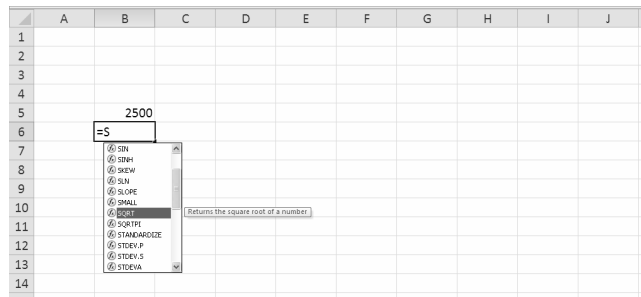 A B C D E F G H I J
1
2
3
4
5 2500
6 =S
7 SIN
SINH
8 SKEW
SLN
9 SLOPE
SMALL
10 SQRT Returns the square root of a number
11 SQRTPI
STANDARDIZE
12 STDEV.P
STDEV.S
13 STDEVA
14